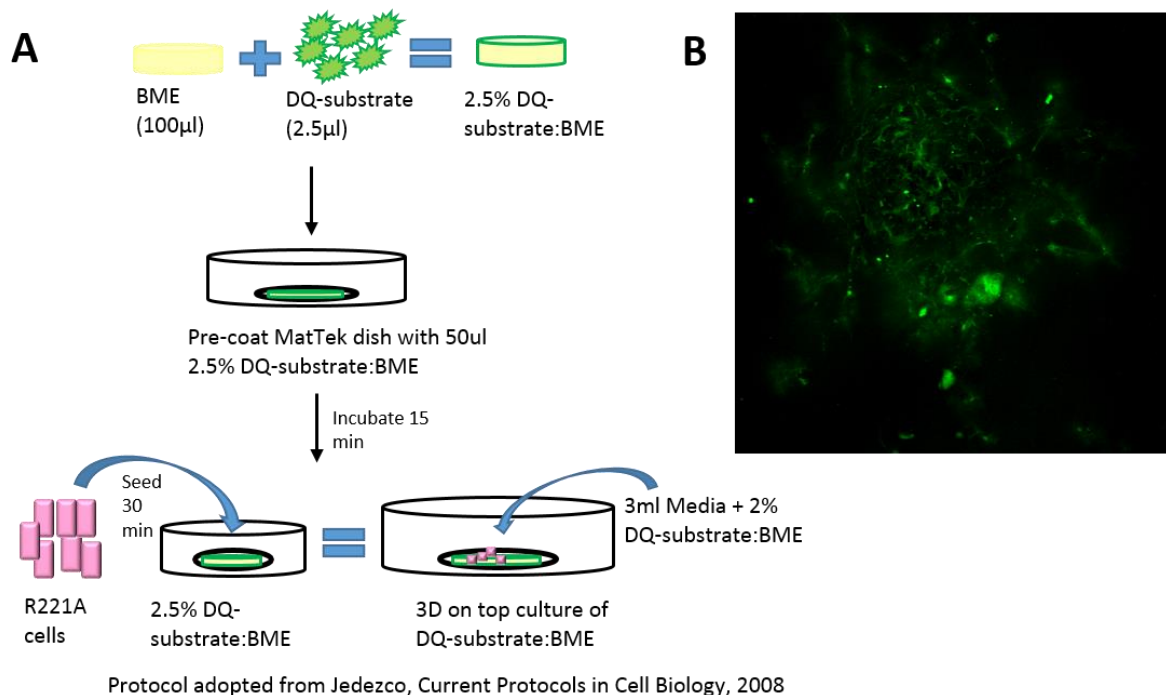 A
BME
(100µl)
DQ-substrate
(2.5µl)
2.5% DQ-
substrate:BME
Pre-coat MatTek dish with 50ul
2.5% DQ-substrate:BME
Incubate 15
min
Seed
30
min
R221A
cells
2.5% DQ-
substrate:BME
3ml Media + 2%
DQ-substrate:BME
3D on top culture of
DQ-substrate:BME
Protocol adopted from Jedezco, Current Protocols in Cell Biology, 2008
B